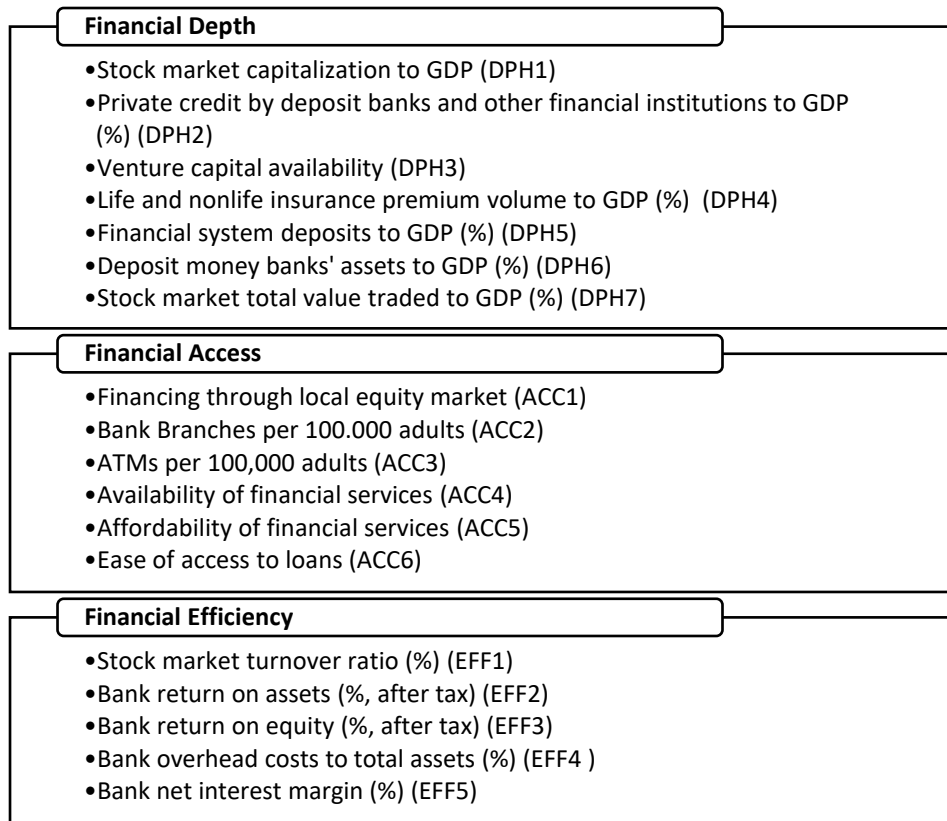 Financial Depth
•Stock market capitalization to GDP (DPH1)
•Private credit by deposit banks and other financial institutions to GDP
(%) (DPH2)
•Venture capital availability (DPH3)
•Life and nonlife insurance premium volume to GDP (%) (DPH4)
•Financial system deposits to GDP (%) (DPH5)
•Deposit money banks' assets to GDP (%) (DPH6)
•Stock market total value traded to GDP (%) (DPH7)
Financial Access
•Financing through local equity market (ACC1)
•Bank Branches per 100.000 adults (ACC2)
•ATMs per 100,000 adults (ACC3)
•Availability of financial services (ACC4)
•Affordability of financial services (ACC5)
•Ease of access to loans (ACC6)
Financial Efficiency
•Stock market turnover ratio (%) (EFF1)
•Bank return on assets (%, after tax) (EFF2)
•Bank return on equity (%, after tax) (EFF3)
•Bank overhead costs to total assets (%) (EFF4 )
•Bank net interest margin (%) (EFF5)